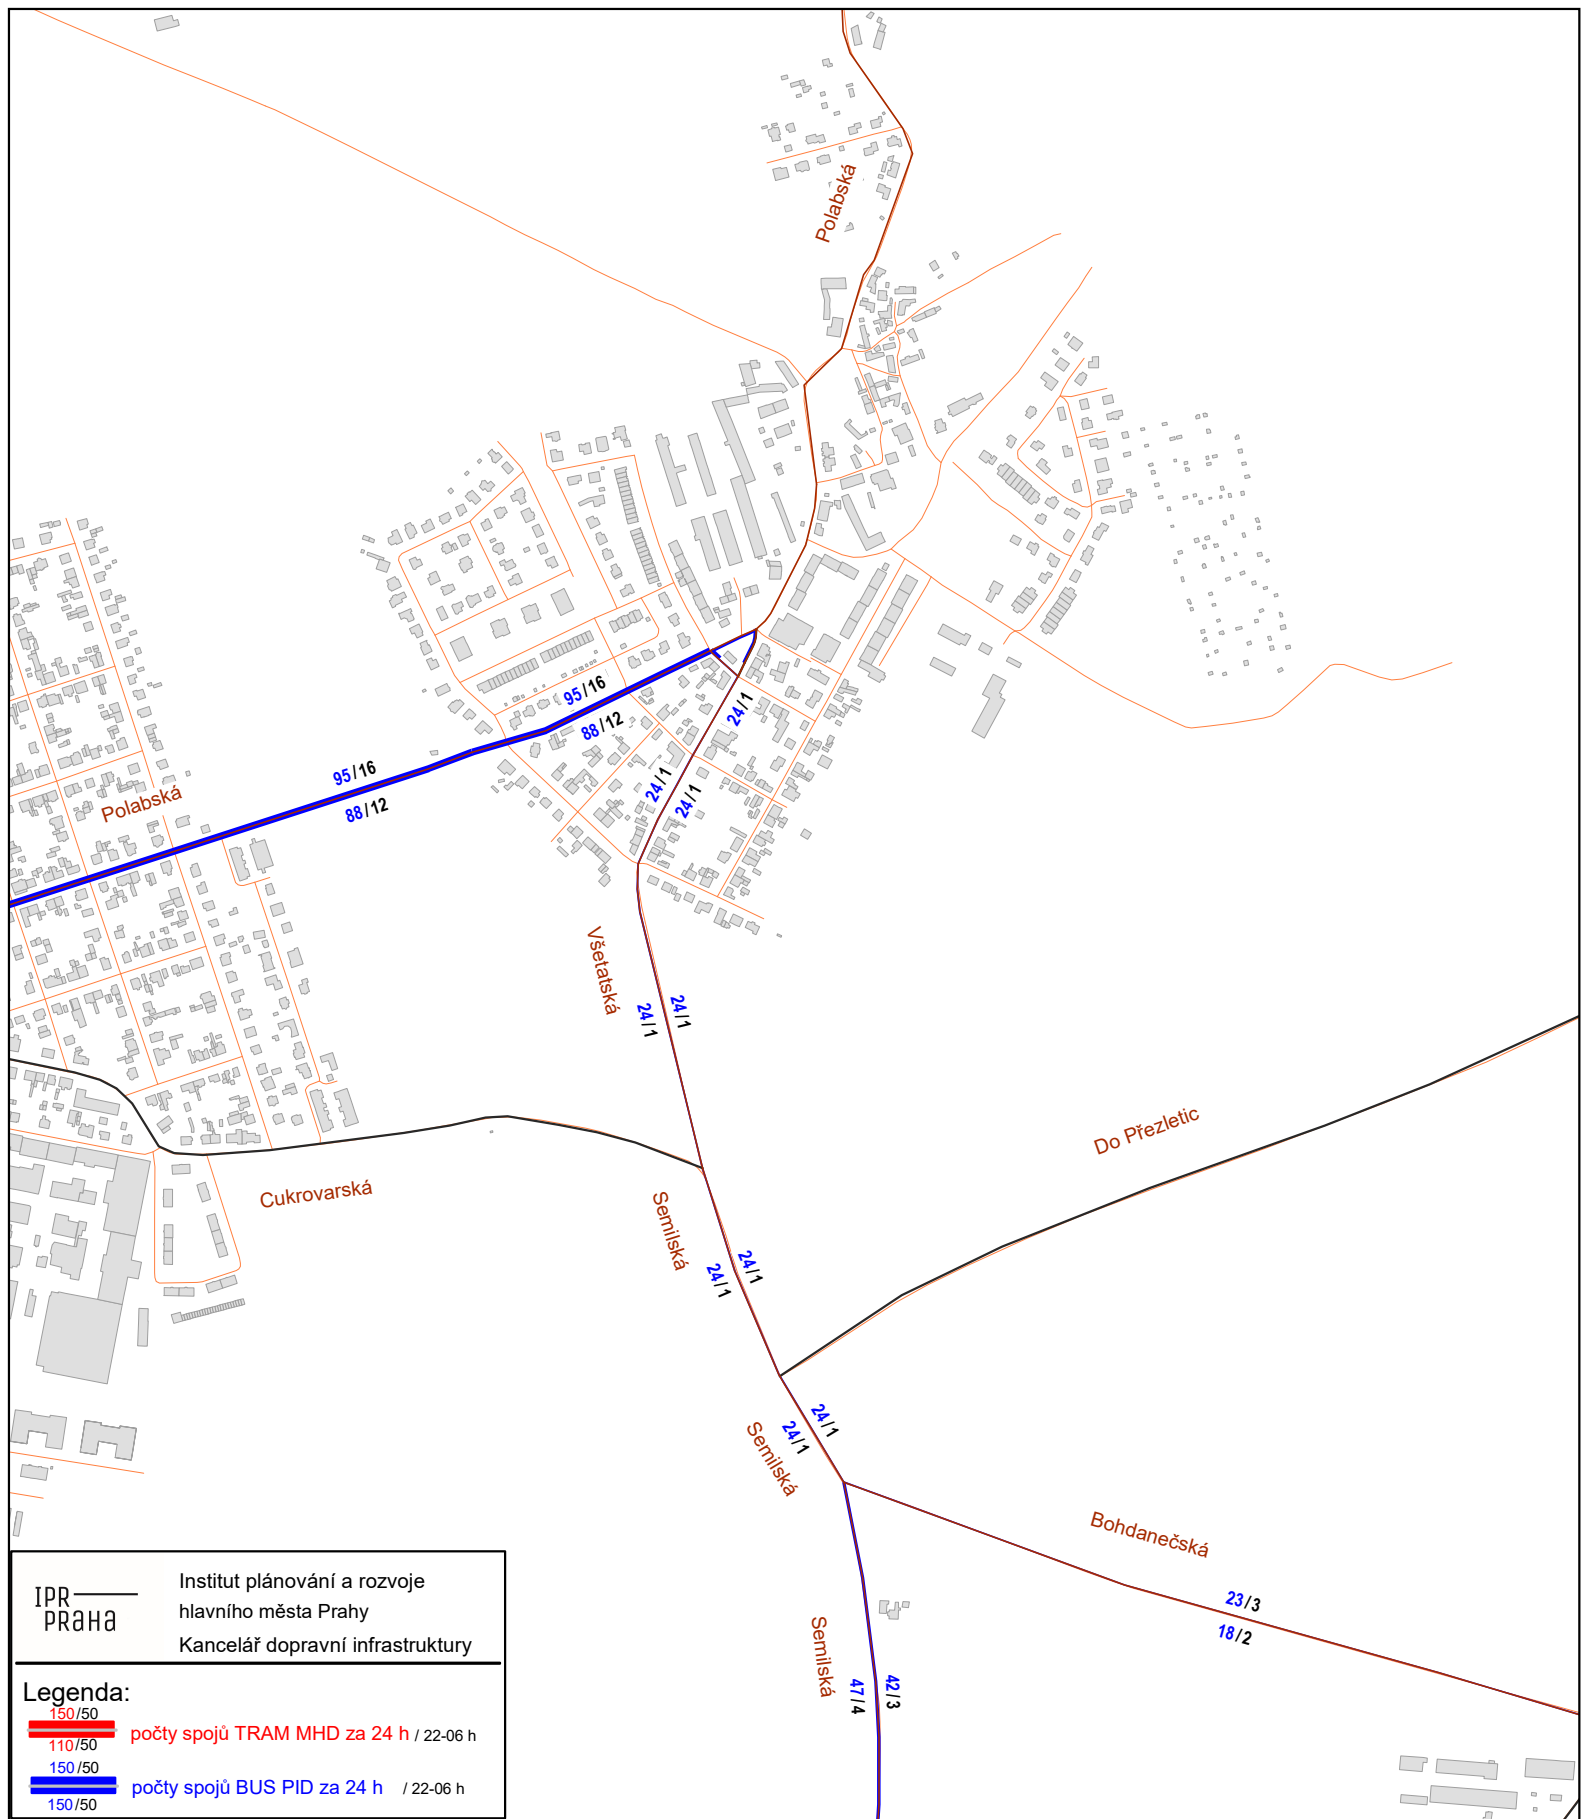 Polabská
95/16
88/12
24/1
95/16
88/12
Polabská
24/1
24/1
Všetatská
24/1
24/1
Do Přezletic
Cukrovarská
Semilská
24/1
24/1
24/1
24/1
Semilská
Bohdanečská
23/3
18/2
Semilská
47/4
42/3
IPR
PRAHA
Institut plánování a rozvoje
hlavního města Prahy
Kancelář dopravní infrastruktury
Legenda:
150/50
110/50
počty spojů TRAM MHD za 24 h / 22-06 h
150/50
150/50
počty spojů BUS PID za 24 h / 22-06 h